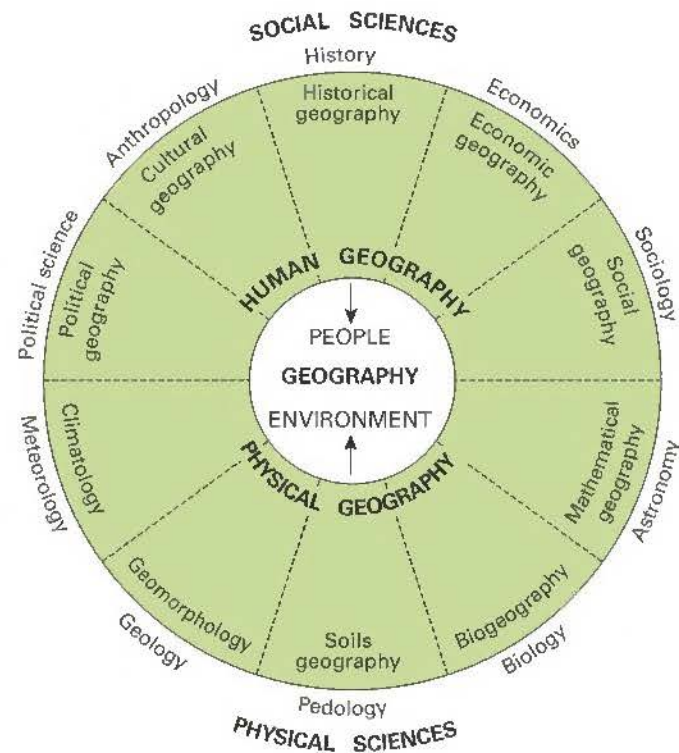 SOCIAL SCIENCES
History
Anthropology
Economics
Political science
Sociology
Historical
geography
Cultural
geography
Economic
geography
Political
geography
Social
geography
HUMAN GEOGRAPHY
PEOPLE
GEOGRAPHY
ENVIRONMENT
PHYSICAL GEOGRAPHY
Climatology
Mathematical
geography
Geomorphology
Biogeography
Soils
geography
Meteorology
Astronomy
Geology
Biology
Pedology
PHYSICAL SCIENCES